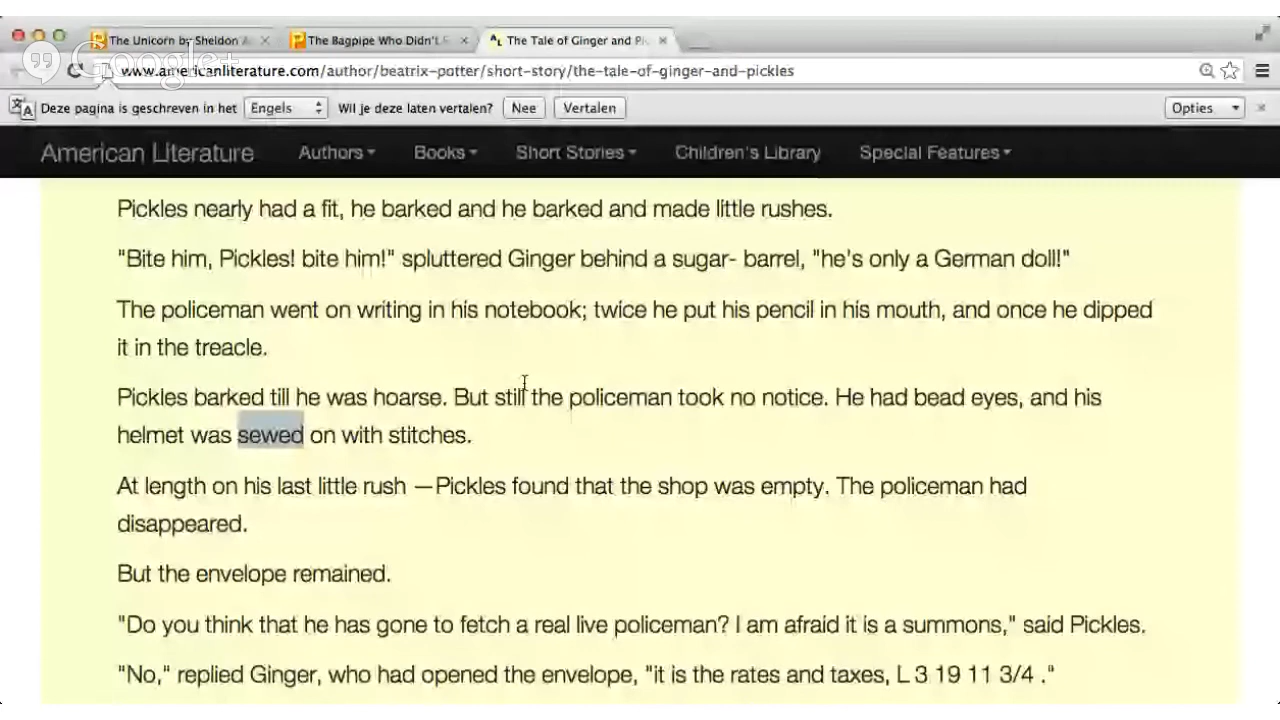 The Unicorn by Sheldon
The Bagpipe Who Didn't
The Tale of Ginger and Pi
Google+
www.americanliterature.com/author/beatrix-potter/short-story/the-tale-of-ginger-and-pickles
Deze pagina is geschreven in het Engels Wil je deze laten vertalen? Nee Vertalen Opties
American Literature Authors Books Short Stories Children's Library Special Features
Pickles nearly had a fit, he barked and he barked and made little rushes.
"Bite him, Pickles! bite him!" spluttered Ginger behind a sugar- barrel, "he's only a German doll!"
The policeman went on writing in his notebook; twice he put his pencil in his mouth, and once he dipped
it in the treacle.
Pickles barked till he was hoarse. But still the policeman took no notice. He had bead eyes, and his
helmet was sewed on with stitches.
At length on his last little rush —Pickles found that the shop was empty. The policeman had
disappeared.
But the envelope remained.
"Do you think that he has gone to fetch a real live policeman? I am afraid it is a summons," said Pickles.
"No," replied Ginger, who had opened the envelope, "it is the rates and taxes, L 3 19 11 3/4 ."